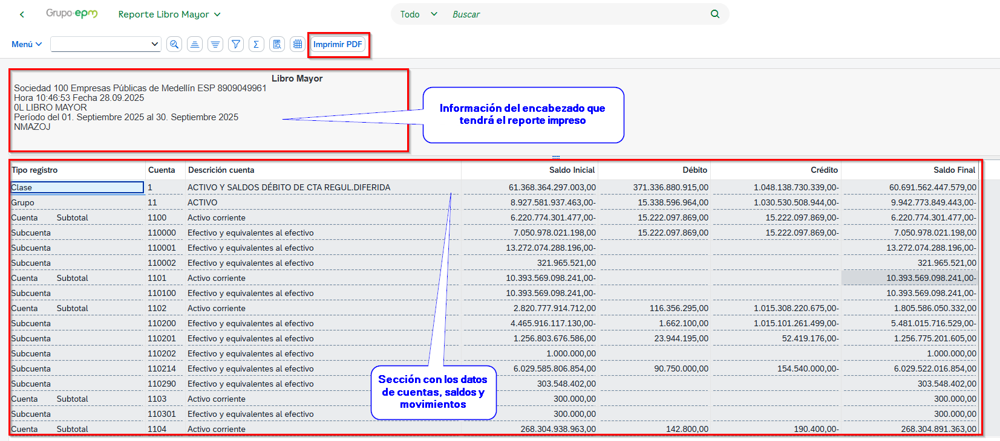 Grupo·epm Reporte Libro Mayor Todo Buscar
Menú Imprimir PDF
Libro Mayor
Sociedad 100 Empresas Públicas de Medellín ESP 8909049961
Hora 10:46:53 Fecha 28.09.2025
0L LIBRO MAYOR
Período del 01. Septiembre 2025 al 30. Septiembre 2025
NMAZOJ
Información del encabezado que
tendrá el reporte impreso
Tipo registro Cuenta Descrición cuenta Saldo Inicial Débito Crédito Saldo Final
Clase 1 ACTIVO Y SALDOS DÉBITO DE CTA REGUL.DIFERIDA 61.368.364.297.003,00 371.336.880.915,00 1.048.138.730.339,00- 60.691.562.447.579,00
Grupo 11 ACTIVO 8.927.581.937.463,00- 15.338.596.964,00 1.030.530.508.944,00- 9.942.773.849.443,00-
Cuenta Subtotal 1100 Activo corriente 6.220.774.301.477,00- 15.222.097.869,00 15.222.097.869,00- 6.220.774.301.477,00-
Subcuenta 110000 Efectivo y equivalentes al efectivo 7.050.978.021.198,00 15.222.097.869,00 15.222.097.869,00- 7.050.978.021.198,00
Subcuenta 110001 Efectivo y equivalentes al efectivo 13.272.074.288.196,00- 13.272.074.288.196,00-
Subcuenta 110002 Efectivo y equivalentes al efectivo 321.965.521,00 321.965.521,00
Cuenta Subtotal 1101 Activo corriente 10.393.569.098.241,00- 10.393.569.098.241,00-
Subcuenta 110100 Efectivo y equivalentes al efectivo 10.393.569.098.241,00- 10.393.569.098.241,00-
Cuenta Subtotal 1102 Activo corriente 2.820.777.914.712,00 116.356.295,00 1.015.308.220.675,00- 1.805.586.050.332,00
Subcuenta 110200 Efectivo y equivalentes al efectivo 4.465.916.117.130,00- 1.662.100,00 1.015.101.261.499,00- 5.481.015.716.529,00-
Subcuenta 110201 Efectivo y equivalentes al efectivo 1.256.803.676.586,00 23.944.195,00 52.419.176,00- 1.256.775.201.605,00
Subcuenta 110202 Efectivo y equivalentes al efectivo 1.000.000,00 1.000.000,00
Subcuenta 110214 Efectivo y equivalentes al efectivo 6.029.585.806.854,00 90.750.000,00 154.540.000,00- 6.029.522.016.854,00
Subcuenta 110290 Efectivo y equivalentes al efectivo 303.548.402,00 303.548.402,00
Cuenta Subtotal 1103 Activo corriente 300.000,00 300.000,00
Subcuenta 110301 Efectivo y equivalentes al efectivo 300.000,00 300.000,00
Cuenta Subtotal 1104 Activo corriente 268.304.938.963,00 142.800,00 190.400,00- 268.304.891.363,00
Sección con los datos
de cuentas, saldos y
movimientos